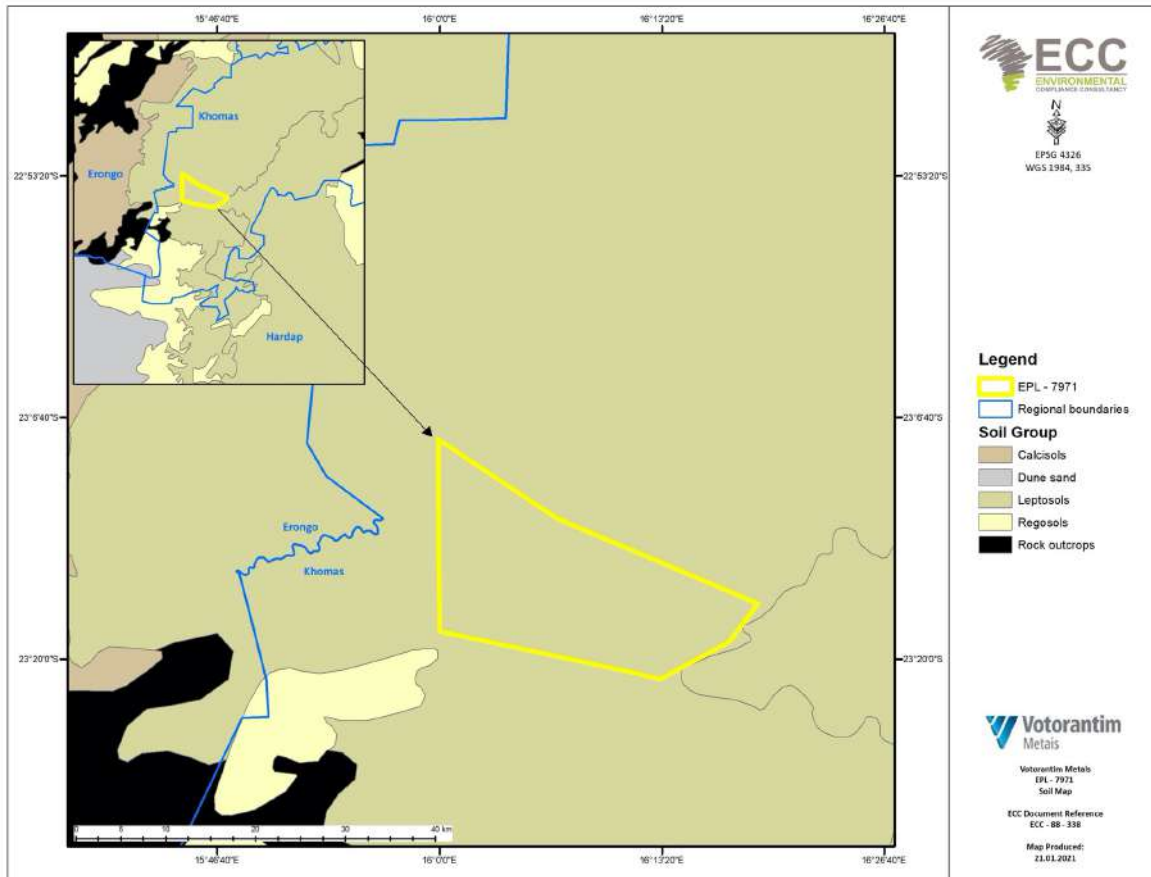 15°46'40"E 16°0'0"E 16°13'20"E 16°26'40"E
ECC
ENVIRONMENTAL
COMPLIANCE CONSULTANCY
N
EPSG 4326
WGS 1984, 33S
22°53'20"S 22°53'20"S
Khomas
Erongo
Hardap
23°6'40"S 23°6'40"S
Erongo
Khomas
23°20'0"S 23°20'0"S
0 5 10 20 30 40 km
15°46'40"E 16°0'0"E 16°13'20"E 16°26'40"E
Legend
EPL - 7971
Regional boundaries
Soil Group
Calcisols
Dune sand
Leptosols
Regosols
Rock outcrops
Votorantim
Metais
Votorantim Metals
EPL - 7971
Soil Map
ECC Document Reference
ECC - 88 - 338
Map Produced:
21.01.2021